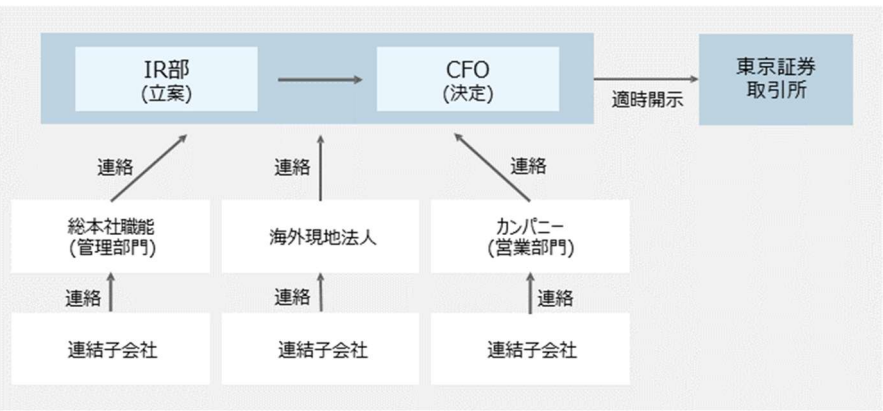 IR部
(立案)
CFO
(決定)
適時開示
東京証券
取引所
連絡
連絡
連絡
総本社職能
(管理部門)
海外現地法人
カンパニー
(営業部門)
連絡
連絡
連絡
連結子会社
連結子会社
連結子会社